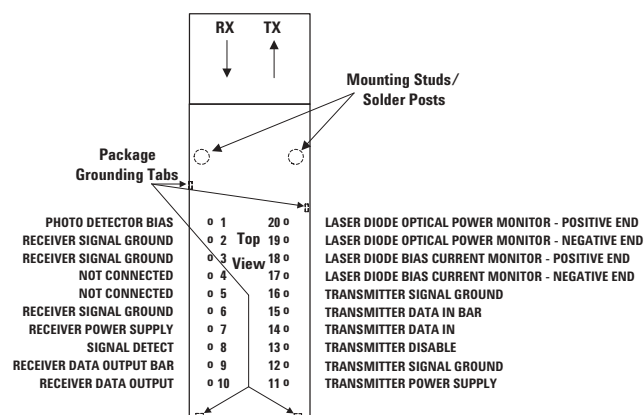 RX TX
Mounting Studs/
Solder Posts
Package
Grounding Tabs
PHOTO DETECTOR BIAS o 1 20 o LASER DIODE OPTICAL POWER MONITOR - POSITIVE END
RECEIVER SIGNAL GROUND o 2 Top 19 o LASER DIODE OPTICAL POWER MONITOR - NEGATIVE END
RECEIVER SIGNAL GROUND o 3 View 18 o LASER DIODE BIAS CURRENT MONITOR - POSITIVE END
NOT CONNECTED o 4 17 o LASER DIODE BIAS CURRENT MONITOR - NEGATIVE END
NOT CONNECTED o 5 16 o TRANSMITTER SIGNAL GROUND
RECEIVER SIGNAL GROUND o 6 15 o TRANSMITTER DATA IN BAR
RECEIVER POWER SUPPLY o 7 14 o TRANSMITTER DATA IN
SIGNAL DETECT o 8 13 o TRANSMITTER DISABLE
RECEIVER DATA OUTPUT BAR o 9 12 o TRANSMITTER SIGNAL GROUND
RECEIVER DATA OUTPUT o 10 11 o TRANSMITTER POWER SUPPLY